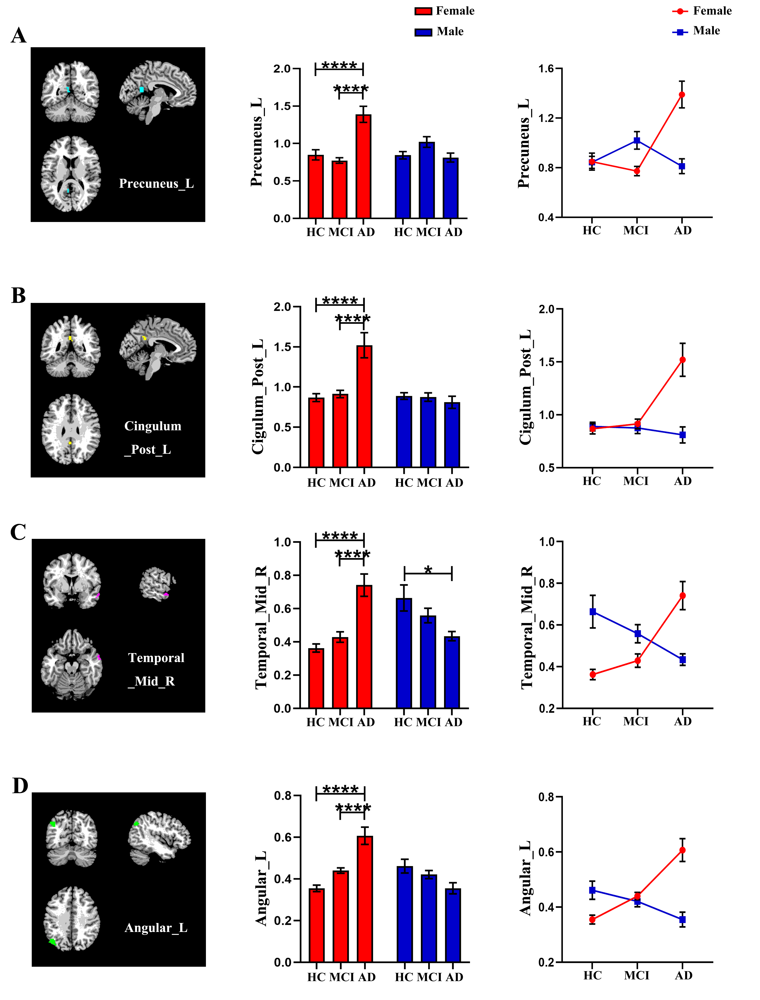 Female
Male
Female
Male
A
Precuneus_L
Precuneus_L
2.0
1.5
1.0
0.5
0.0
****
****
HC MCI AD HC MCI AD
Precuneus_L
1.6
1.2
0.8
0.4
HC MCI AD
B
Cingulum
_Post_L
Cigulum_Post_L
2.0
1.5
1.0
0.5
0.0
****
****
HC MCI AD HC MCI AD
Cigulum_Post_L
2.0
1.5
1.0
0.5
HC MCI AD
C
Temporal
_Mid_R
Temporal_Mid_R
1.0
0.8
0.6
0.4
0.2
0.0
****
****
*
HC MCI AD HC MCI AD
Temporal_Mid_R
1.0
0.8
0.6
0.4
0.2
HC MCI AD
D
Angular_L
Angular_L
0.8
0.6
0.4
0.2
0.0
****
****
HC MCI AD HC MCI AD
Angular_L
0.8
0.6
0.4
0.2
HC MCI AD